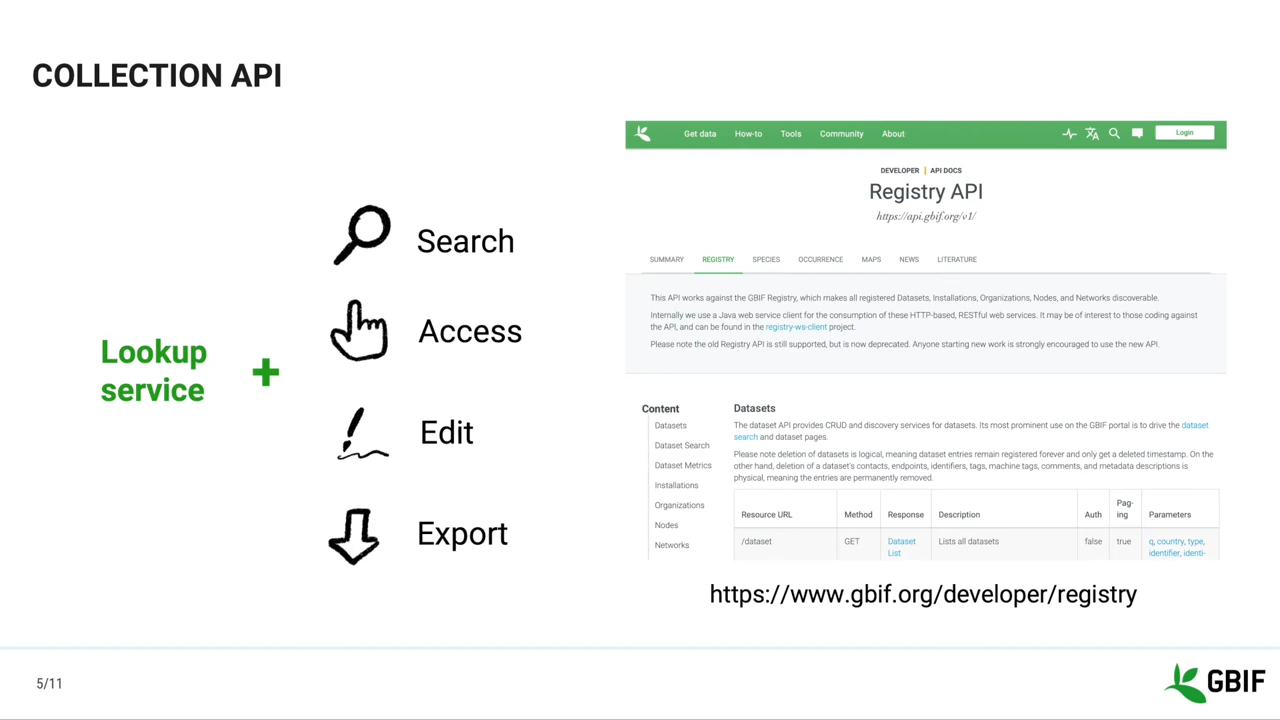 COLLECTION API
Lookup
service
+
Search
Access
Edit
Export
Get data How-to Tools Community About
Login
DEVELOPER | API DOCS
Registry API
https://api.gbif.org/v1/
SUMMARY REGISTRY SPECIES OCCURRENCE MAPS NEWS LITERATURE
This API works against the GBIF Registry, which makes all registered Datasets, Installations, Organizations, Nodes, and Networks discoverable.
Internally we use a Java web service client for the consumption of these HTTP-based, RESTful web services. It may be of interest to those coding against
the API, and can be found in the registry-ws-client project.
Please note the old Registry API is still supported, but is now deprecated. Anyone starting new work is strongly encouraged to use the new API.
Content
Datasets
Dataset Search
Dataset Metrics
Installations
Organizations
Nodes
Networks
Datasets
The dataset API provides CRUD and discovery services for datasets. Its most prominent use on the GBIF portal is to drive the dataset
search and dataset pages.
Please note deletion of datasets is logical, meaning dataset entries remain registered forever and only get a deleted timestamp. On the
other hand, deletion of a dataset's contacts, endpoints, identifiers, tags, machine tags, comments, and metadata descriptions is
physical, meaning the entries are permanently removed.
Resource URL Method Response Description Auth Pag-
ing Parameters
/dataset GET Dataset
List Lists all datasets false true q, country, type,
identifier, identi-
https://www.gbif.org/developer/registry
5/11
GBIF